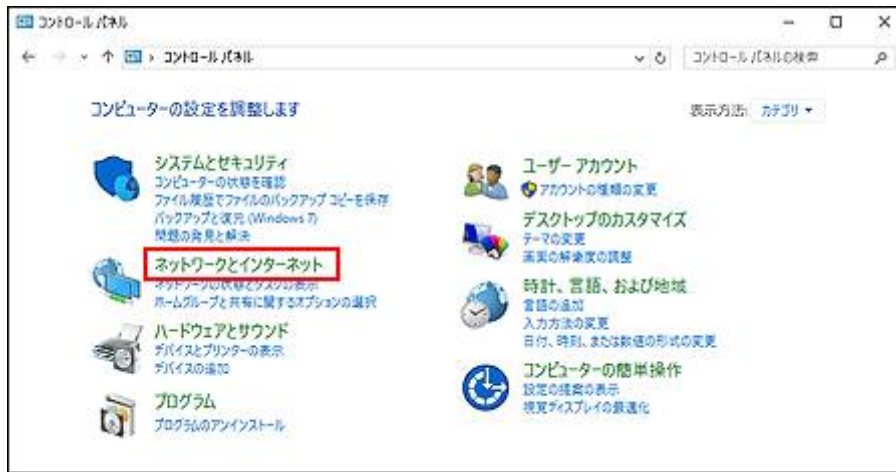 コントロール パネル
コントロール パネル
コントロール パネルの検索
コンピューターの設定を調整します
表示方法: カテゴリ
システムとセキュリティ
コンピューターの状態を確認
ファイル履歴でファイルのバックアップ コピーを保存
バックアップと復元 (Windows 7)
問題の発見と解決
ネットワークとインターネット
ネットワークの状態とタスクの表示
ホームグループと共有に関するオプションの選択
ハードウェアとサウンド
デバイスとプリンターの表示
デバイスの追加
プログラム
プログラムのアンインストール
ユーザー アカウント
アカウントの種類の変更
デスクトップのカスタマイズ
テーマの変更
画面の解像度の調整
時計、言語、および地域
言語の追加
入力方法の変更
日付、時刻、または数値の形式の変更
コンピューターの簡単操作
設定の提案の表示
視覚ディスプレイの最適化